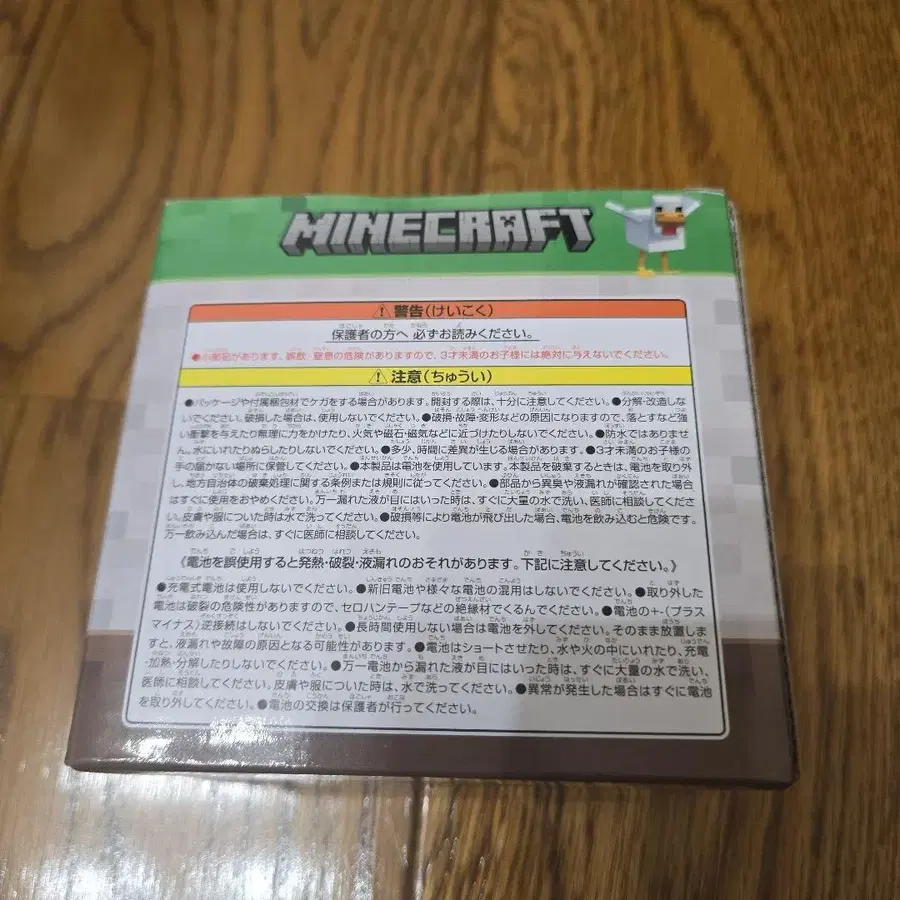 MINECRAFT
⚠警告(けいこく)
保護者の方へ 必ずお読みください。
●小部品があります。誤飲・窒息の危険がありますので、3才未満のお子様には絶対に与えないでください。
⚠注意(ちゅうい)
●パッケージや付属梱包材でケガをする場合があります。開封する際は、十分に注意してください。●分解・改造しな
いでください。破損した場合は、使用しないでください。●破損・故障・変形などの原因になりますので、落とすなど強
い衝撃を与えたり無理に力をかけたり、火気や磁石・磁気などに近づけたりしないでください。●防水ではありませ
ん。水にいれたりぬらしたりしないでください。●多少、時間に差異が生じる場合があります。●3才未満のお子様の
手の届かない場所に保管してください。●本製品は電池を使用しています。本製品を破棄するときは、電池を取り外
し、地方自治体の破棄処理に関する条例または規則に従ってください。●部品から異臭や液漏れが確認された場合
はすぐに使用をおやめください。万一漏れた液が目にはいった時は、すぐに大量の水で洗い、医師に相談してくださ
い。皮膚や服についた時は水で洗ってください。●破損等により電池が飛び出した場合、電池を飲み込むと危険です。
万一飲み込んだ場合は、すぐに医師に相談してください。
《電池を誤使用すると発熱・破裂・液漏れのおそれがあります。下記に注意してください。》
●充電式電池は使用しないでください。●新旧電池や様々な電池の混用はしないでください。●取り外した
電池は破裂の危険性がありますので、セロハンテープなどの絶縁材でくるんでください。●電池の+-(プラス
マイナス)逆接続はしないでください。●長時間使用しない場合は電池を外してください。そのまま放置しま
すと、液漏れや故障の原因となる可能性があります。●電池はショートさせたり、水や火の中にいれたり、充電
・加熱・分解したりしないでください。●万一電池から漏れた液が目にはいった時は、すぐに大量の水で洗い、
医師に相談してください。皮膚や服についた時は、水で洗ってください。●異常が発生した場合はすぐに電池
を取り外してください。●電池の交換は保護者が行ってください。